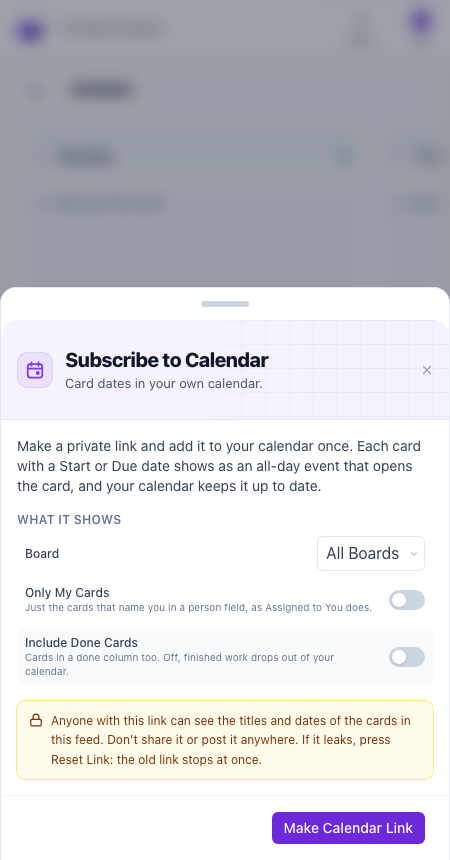 Subscribe to Calendar
Card dates in your own calendar.
Make a private link and add it to your calendar once. Each card
with a Start or Due date shows as an all-day event that opens
the card, and your calendar keeps it up to date.
WHAT IT SHOWS
Board
All Boards
Only My Cards
Just the cards that name you in a person field, as Assigned to You does.
Include Done Cards
Cards in a done column too. Off, finished work drops out of your
calendar.
Anyone with this link can see the titles and dates of the cards in
this feed. Don’t share it or post it anywhere. If it leaks, press
Reset Link: the old link stops at once.
Make Calendar Link